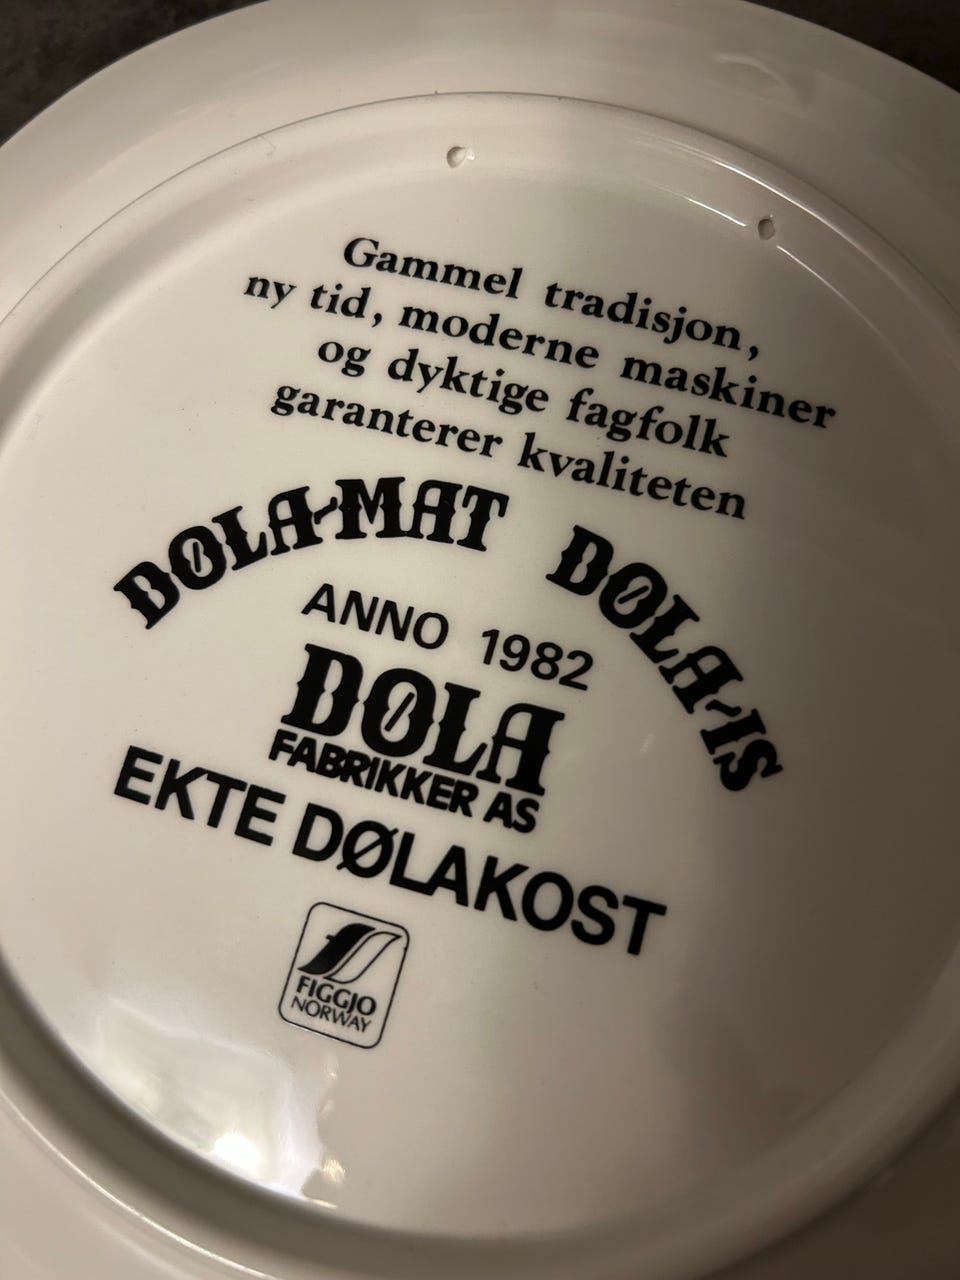 Gammel tradisjon,
ny tid, moderne maskiner
og dyktige fagfolk
garanterer kvaliteten
DØLA-MAT DØLA-IS
ANNO 1982
DØLA
FABRIKKER AS
EKTE DØLAKOST
FIGGJO
NORWAY